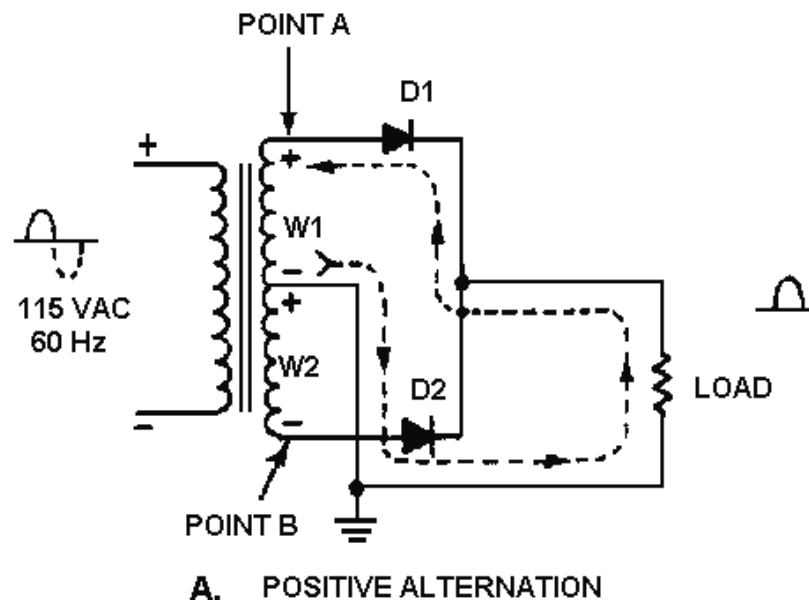 POINT A
D1
+
+
W1
−
+
115 VAC
60 Hz
W2
D2
LOAD
−
−
POINT B
A. POSITIVE ALTERNATION